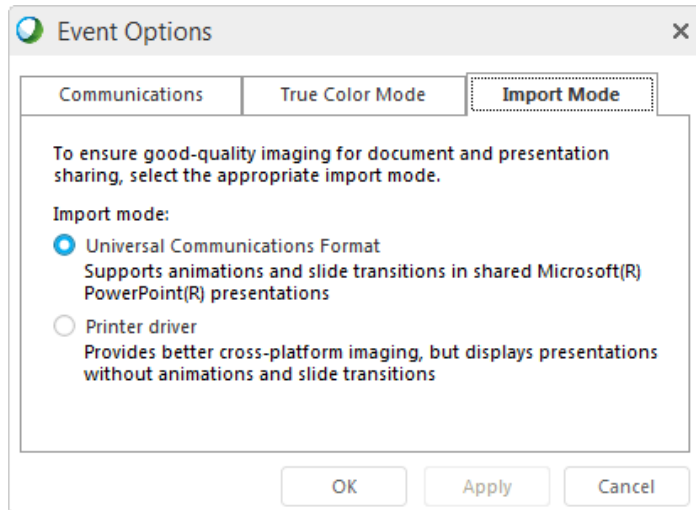 Event Options
Communications
True Color Mode
Import Mode
To ensure good-quality imaging for document and presentation
sharing, select the appropriate import mode.
Import mode:
Universal Communications Format
Supports animations and slide transitions in shared Microsoft(R)
PowerPoint(R) presentations
Printer driver
Provides better cross-platform imaging, but displays presentations
without animations and slide transitions
OK
Apply
Cancel